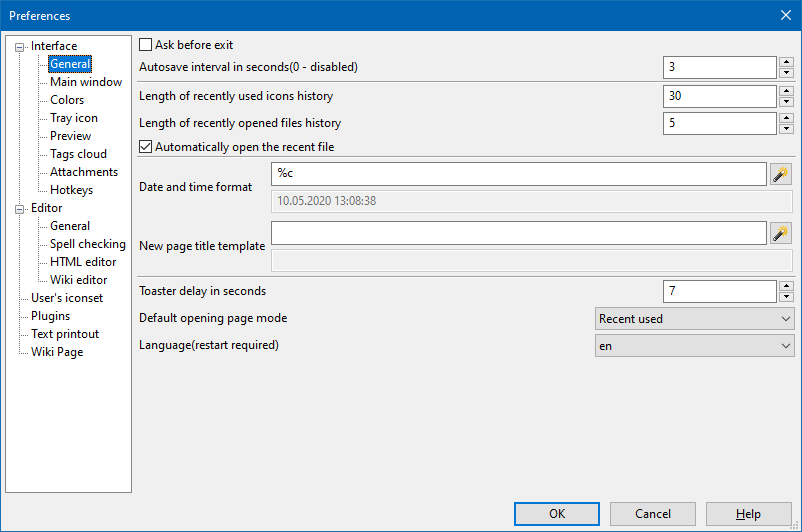 Preferences
Interface
General
Main window
Colors
Tray icon
Preview
Tags cloud
Attachments
Hotkeys
Editor
General
Spell checking
HTML editor
Wiki editor
User's iconset
Plugins
Text printout
Wiki Page
Ask before exit
Autosave interval in seconds(0 - disabled) 3
Length of recently used icons history 30
Length of recently opened files history 5
Automatically open the recent file
Date and time format %c
10.05.2020 13:08:38
New page title template
Toaster delay in seconds 7
Default opening page mode Recent used
Language(restart required) en
OK Cancel Help